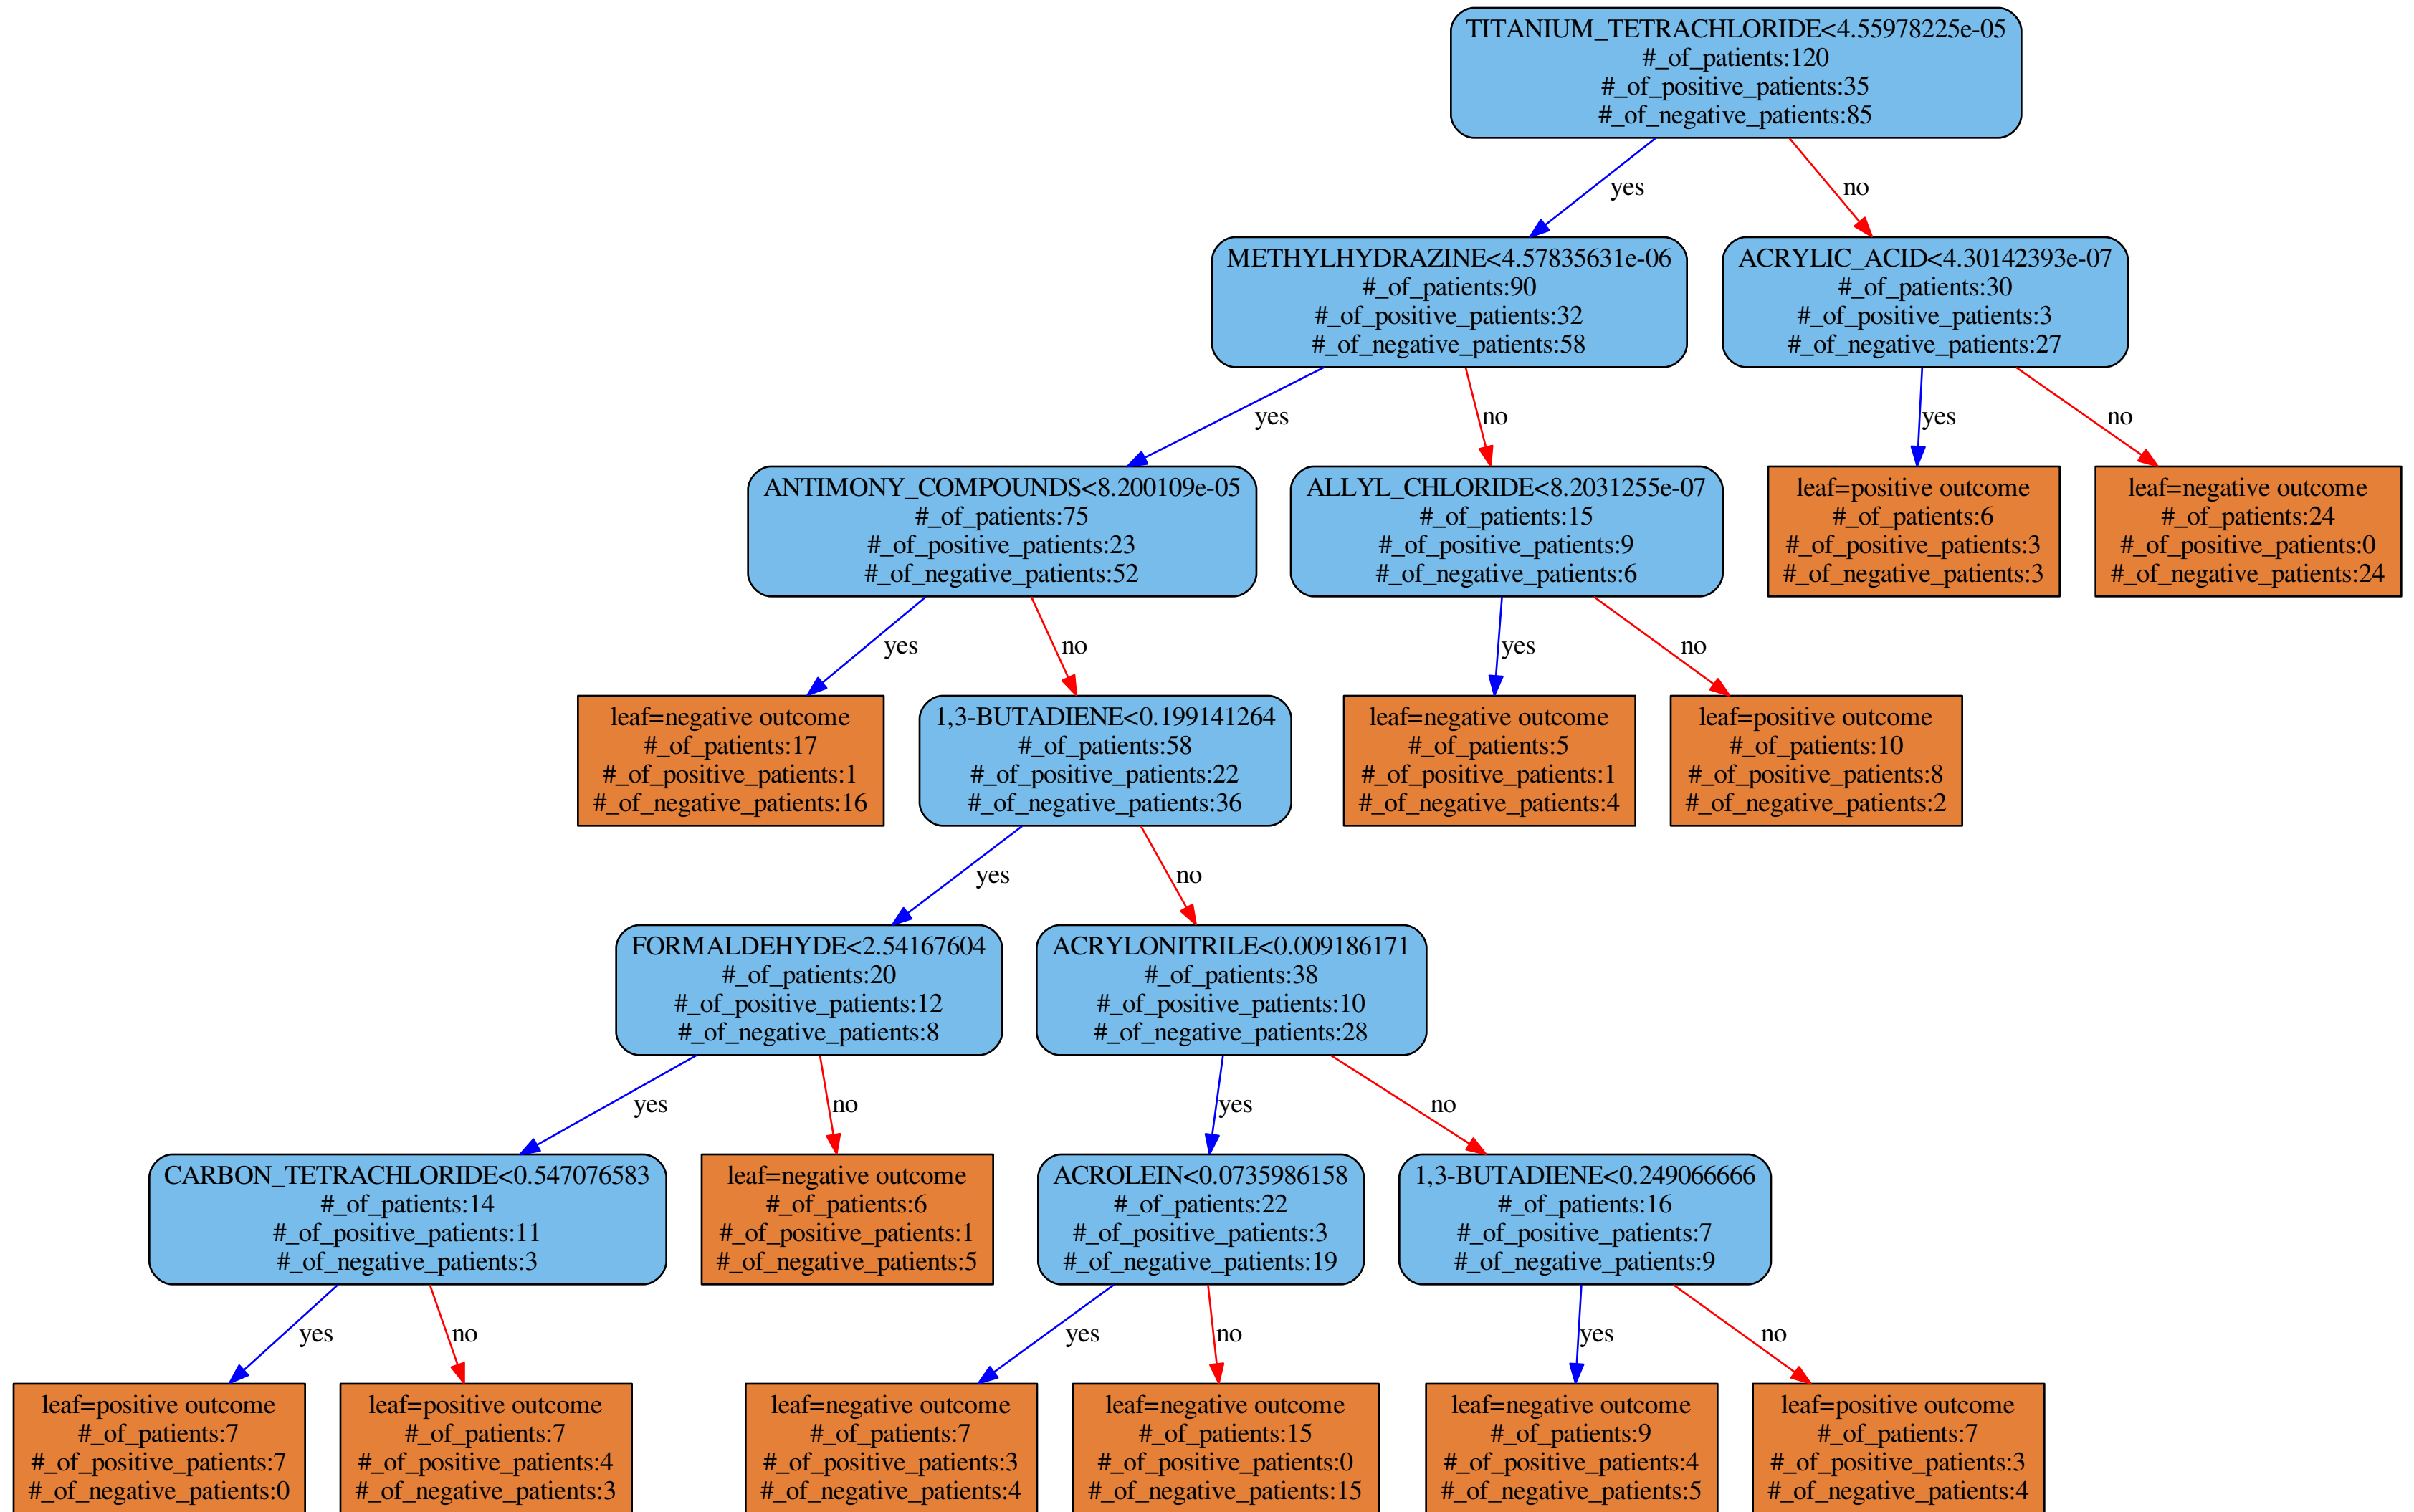 TITANIUM_TETRACHLORIDE<4.55978225e-05
#_of_patients:120
#_of_positive_patients:35
#_of_negative_patients:85
yes
no
METHYLHYDRAZINE<4.57835631e-06
#_of_patients:90
#_of_positive_patients:32
#_of_negative_patients:58
ACRYLIC_ACID<4.30142393e-07
#_of_patients:30
#_of_positive_patients:3
#_of_negative_patients:27
yes
no
yes
no
ANTIMONY_COMPOUNDS<8.200109e-05
#_of_patients:75
#_of_positive_patients:23
#_of_negative_patients:52
ALLYL_CHLORIDE<8.2031255e-07
#_of_patients:15
#_of_positive_patients:9
#_of_negative_patients:6
leaf=positive outcome
#_of_patients:6
#_of_positive_patients:3
#_of_negative_patients:3
leaf=negative outcome
#_of_patients:24
#_of_positive_patients:0
#_of_negative_patients:24
yes
no
yes
no
leaf=negative outcome
#_of_patients:17
#_of_positive_patients:1
#_of_negative_patients:16
1,3-BUTADIENE<0.199141264
#_of_patients:58
#_of_positive_patients:22
#_of_negative_patients:36
leaf=negative outcome
#_of_patients:5
#_of_positive_patients:1
#_of_negative_patients:4
leaf=positive outcome
#_of_patients:10
#_of_positive_patients:8
#_of_negative_patients:2
yes
no
FORMALDEHYDE<2.54167604
#_of_patients:20
#_of_positive_patients:12
#_of_negative_patients:8
ACRYLONITRILE<0.009186171
#_of_patients:38
#_of_positive_patients:10
#_of_negative_patients:28
yes
no
yes
no
CARBON_TETRACHLORIDE<0.547076583
#_of_patients:14
#_of_positive_patients:11
#_of_negative_patients:3
leaf=negative outcome
#_of_patients:6
#_of_positive_patients:1
#_of_negative_patients:5
ACROLEIN<0.0735986158
#_of_patients:22
#_of_positive_patients:3
#_of_negative_patients:19
1,3-BUTADIENE<0.249066666
#_of_patients:16
#_of_positive_patients:7
#_of_negative_patients:9
yes
no
yes
no
yes
no
leaf=positive outcome
#_of_patients:7
#_of_positive_patients:7
#_of_negative_patients:0
leaf=positive outcome
#_of_patients:7
#_of_positive_patients:4
#_of_negative_patients:3
leaf=negative outcome
#_of_patients:7
#_of_positive_patients:3
#_of_negative_patients:4
leaf=negative outcome
#_of_patients:15
#_of_positive_patients:0
#_of_negative_patients:15
leaf=negative outcome
#_of_patients:9
#_of_positive_patients:4
#_of_negative_patients:5
leaf=positive outcome
#_of_patients:7
#_of_positive_patients:3
#_of_negative_patients:4